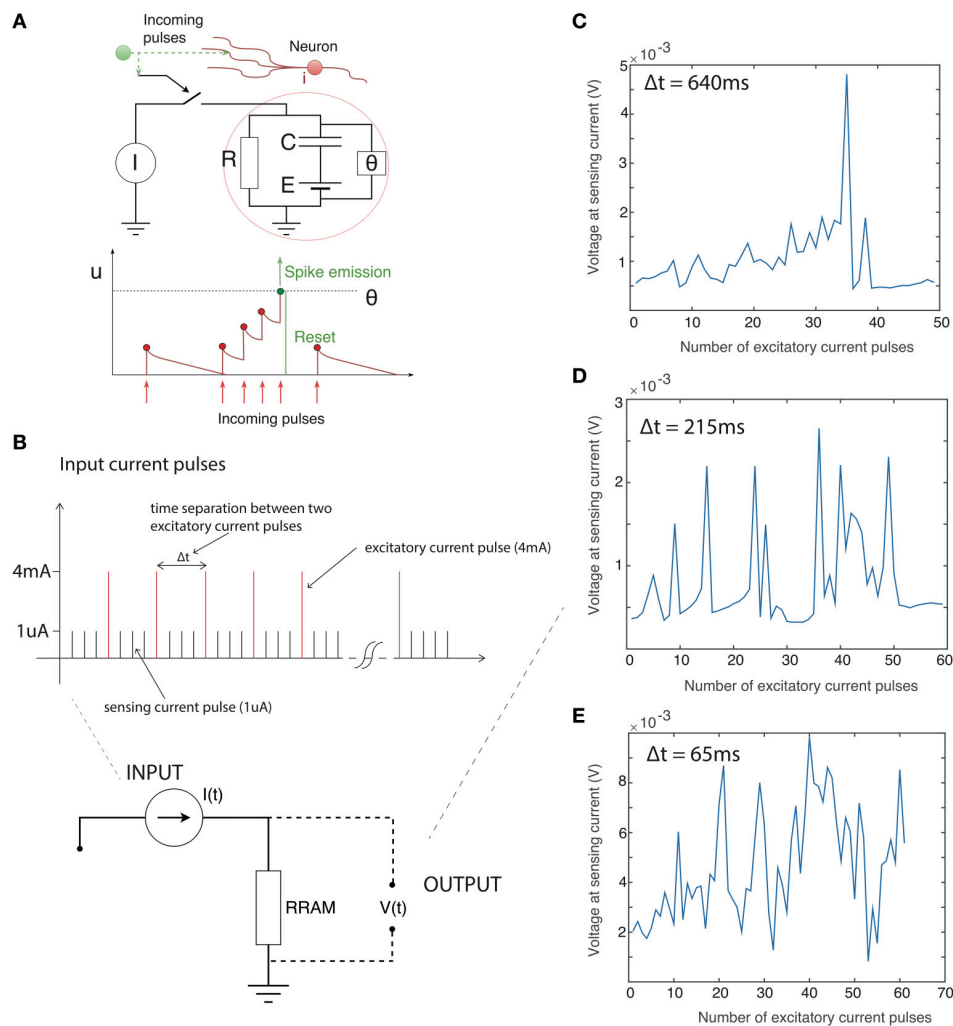 A
Incoming
pulses
Neuron
i
I
R
C
E
θ
u
Spike emission
θ
Reset
Incoming pulses
B
Input current pulses
time separation between two
excitatory current pulses
Δt
excitatory current pulse (4mA)
4mA
1uA
sensing current pulse (1uA)
INPUT
I(t)
RRAM
V(t)
OUTPUT
C
×10⁻³
Δt = 640ms
Voltage at sensing current (V)
5
4
3
2
1
0
0 10 20 30 40 50
Number of excitatory current pulses
D
×10⁻³
Δt = 215ms
Voltage at sensing current (V)
3
2
1
0
0 10 20 30 40 50 60
Number of excitatory current pulses
E
×10⁻³
Δt = 65ms
Voltage at sensing current (V)
8
6
4
2
0
0 10 20 30 40 50 60 70
Number of excitatory current pulses